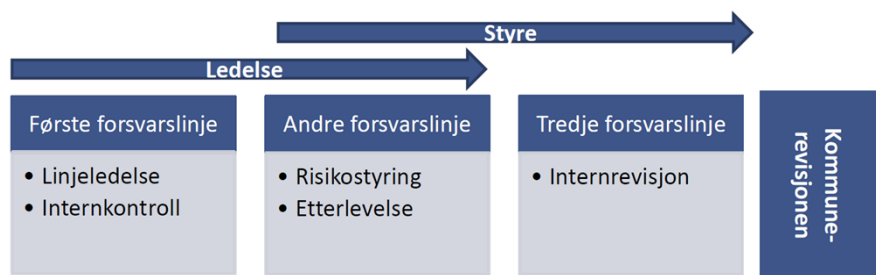 Styre
Ledelse
Første forsvarslinje
• Linjeledelse
• Internkontroll
Andre forsvarslinje
• Risikostyring
• Etterlevelse
Tredje forsvarslinje
• Internrevisjon
Kommune-
revisjonen